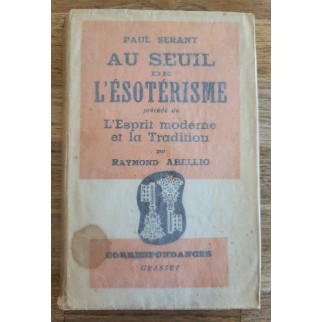 PAUL SERANT
AU SEUIL
DE
L'ÉSOTÉRISME
précédé de
L'Esprit moderne
et la Tradition
PAR
RAYMOND ABELLIO
CORRESPONDANCES
GRASSET